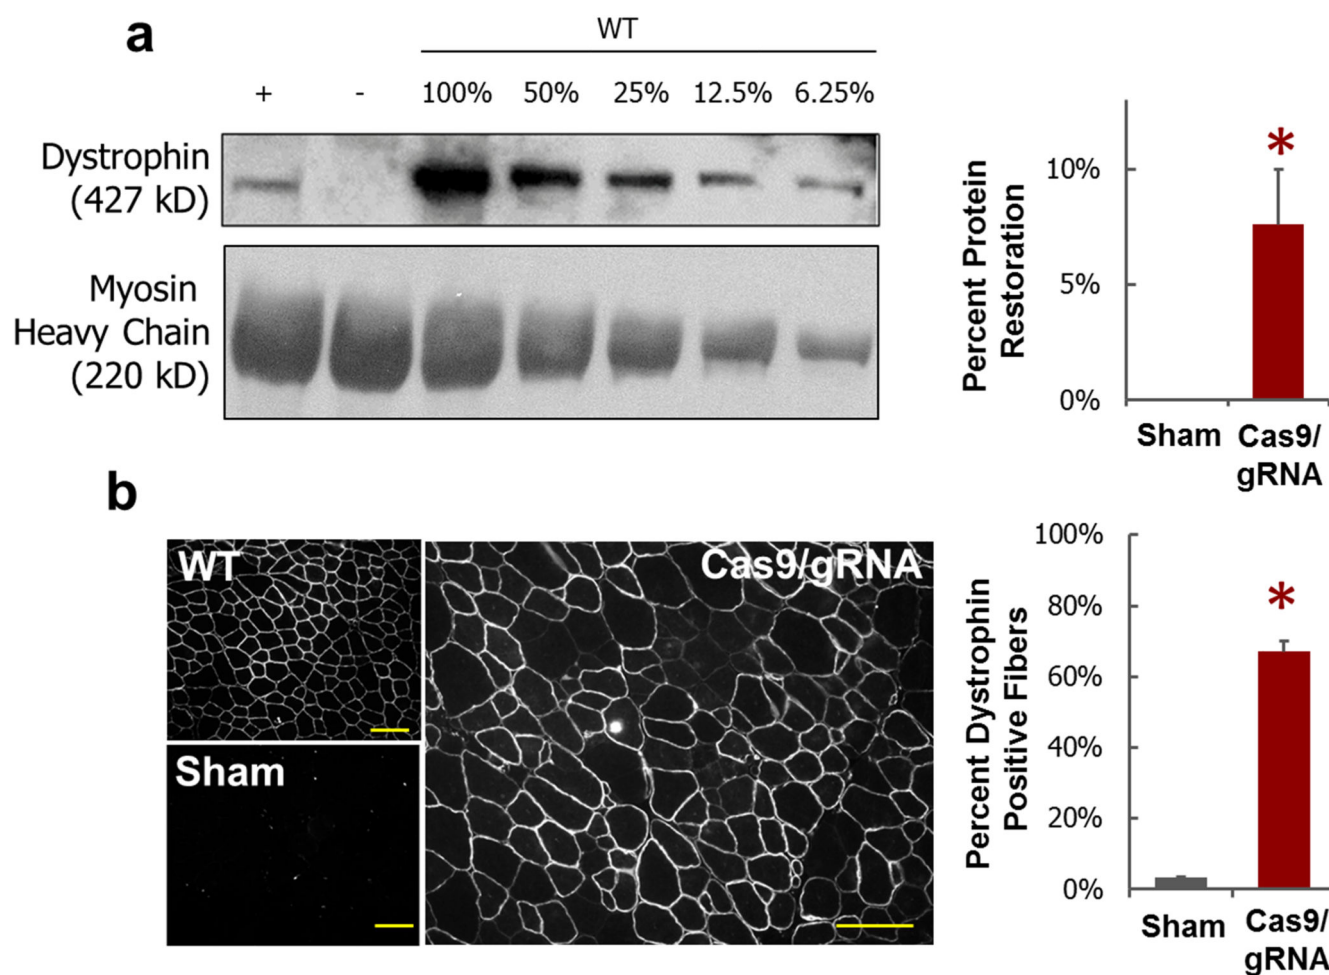 a
WT
+ - 100% 50% 25% 12.5% 6.25%
Dystrophin
(427 kD)
Myosin
Heavy Chain
(220 kD)
Percent Protein
Restoration
10%
*
5%
0%
Sham Cas9/
gRNA
b
WT
Sham
Cas9/gRNA
Percent Dystrophin
Positive Fibers
100%
80%
*
60%
40%
20%
0%
Sham Cas9/
gRNA